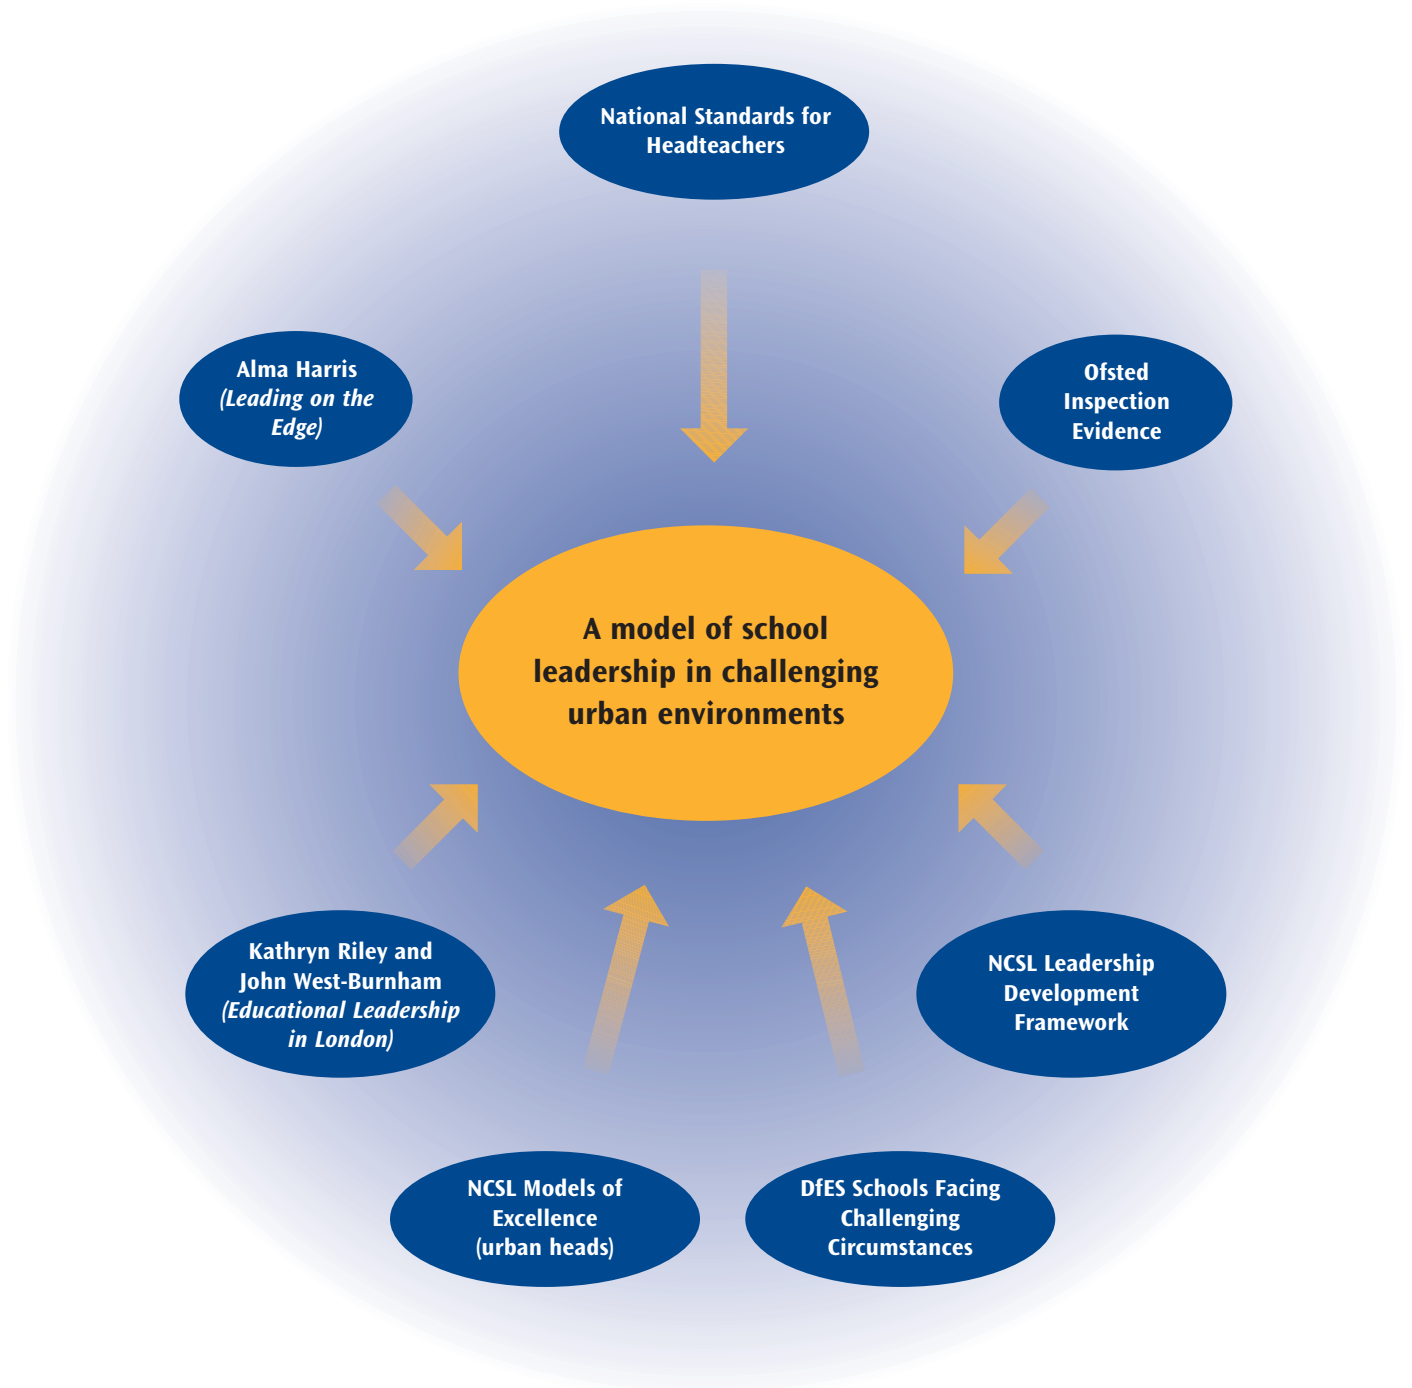 National Standards for
Headteachers
Alma Harris
(Leading on the
Edge)
Ofsted
Inspection
Evidence
A model of school
leadership in challenging
urban environments
Kathryn Riley and
John West-Burnham
(Educational Leadership
in London)
NCSL Leadership
Development
Framework
NCSL Models of
Excellence
(urban heads)
DfES Schools Facing
Challenging
Circumstances